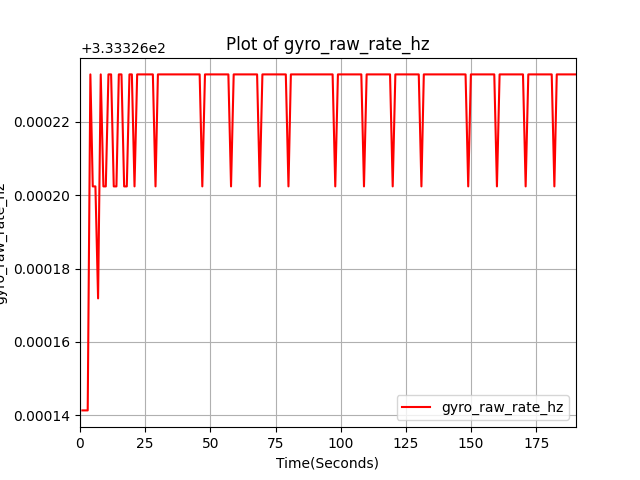 +3.33326e2
Plot of gyro_raw_rate_hz
gyro_raw_rate_hz
0.00022
0.00020
0.00018
0.00016
0.00014
0
25
50
75
100
125
150
175
Time(Seconds)
gyro_raw_rate_hz